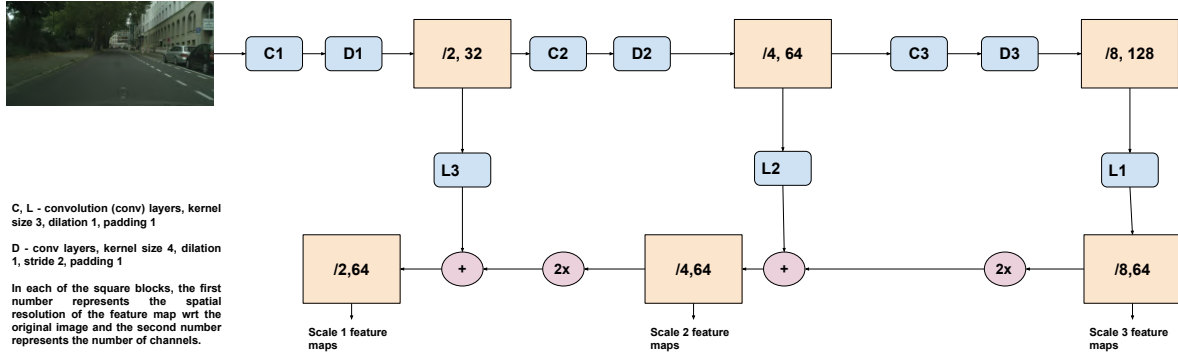 C1
D1
/2, 32
C2
D2
/4, 64
C3
D3
/8, 128
L3
L2
L1
C, L - convolution (conv) layers, kernel
size 3, dilation 1, padding 1
D - conv layers, kernel size 4, dilation
1, stride 2, padding 1
In each of the square blocks, the first
number represents the spatial
resolution of the feature map wrt the
original image and the second number
represents the number of channels.
/2,64
+
2x
/4,64
+
2x
/8,64
Scale 1 feature
maps
Scale 2 feature
maps
Scale 3 feature
maps